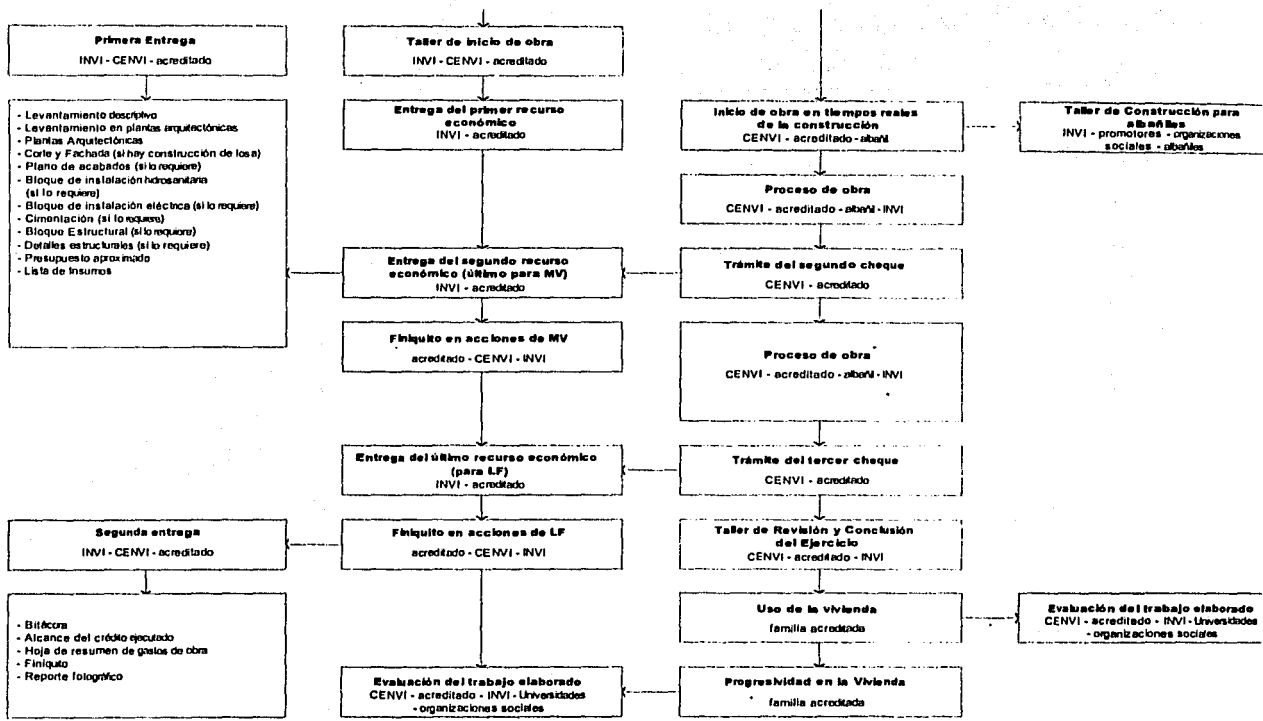 Primera Entrega
INVI - CENVI - acreditado
- Levantamiento descriptivo
- Levantamiento en plantas arquitectónicas
- Plantas Arquitectónicas
- Corte y Fachada (si hay construcción de losa)
- Plano de acabados (si lo requiere)
- Bloque de instalación hidrosanitaria
(si lo requiere)
- Bloque de instalación eléctrica (si lo requiere)
- Cimentación (si lo requiere)
- Bloque Estructural (si lo requiere)
- Detalles estructurales (si lo requiere)
- Presupuesto aproximado
- Lista de Insumos
Segunda entrega
INVI - CENVI - acreditado
- Bitácora
- Alcance del crédito ejecutado
- Hoja de resumen de gastos de obra
- Finiquito
- Reporte fotográfico
Taller de inicio de obra
INVI - CENVI - acreditado
Entrega del primer recurso
económico
INVI - acreditado
Entrega del segundo recurso
económico (último para MV)
INVI - acreditado
Finiquito en acciones de MV
acreditado - CENVI - INVI
Entrega del último recurso económico
(para LF)
INVI - acreditado
Finiquito en acciones de LF
acreditado - CENVI - INVI
Evaluación del trabajo elaborado
CENVI - acreditado - INVI - Universidades
- organizaciones sociales
Inicio de obra en tiempos reales
de la construcción
CENVI - acreditado - albañil
Proceso de obra
CENVI - acreditado - albañil - INVI
Trámite del segundo cheque
CENVI - acreditado
Proceso de obra
CENVI - acreditado - albañil - INVI
Trámite del tercer cheque
CENVI - acreditado
Taller de Revisión y Conclusión
del Ejercicio
CENVI - acreditado - INVI
Uso de la vivienda
familia acreditada
Progresividad en la Vivienda
familia acreditada
Taller de Construcción para
albañiles
INVI - promotores - organizaciones
sociales - albañiles
Evaluación del trabajo elaborado
CENVI - acreditado - INVI - Universidades
- organizaciones sociales